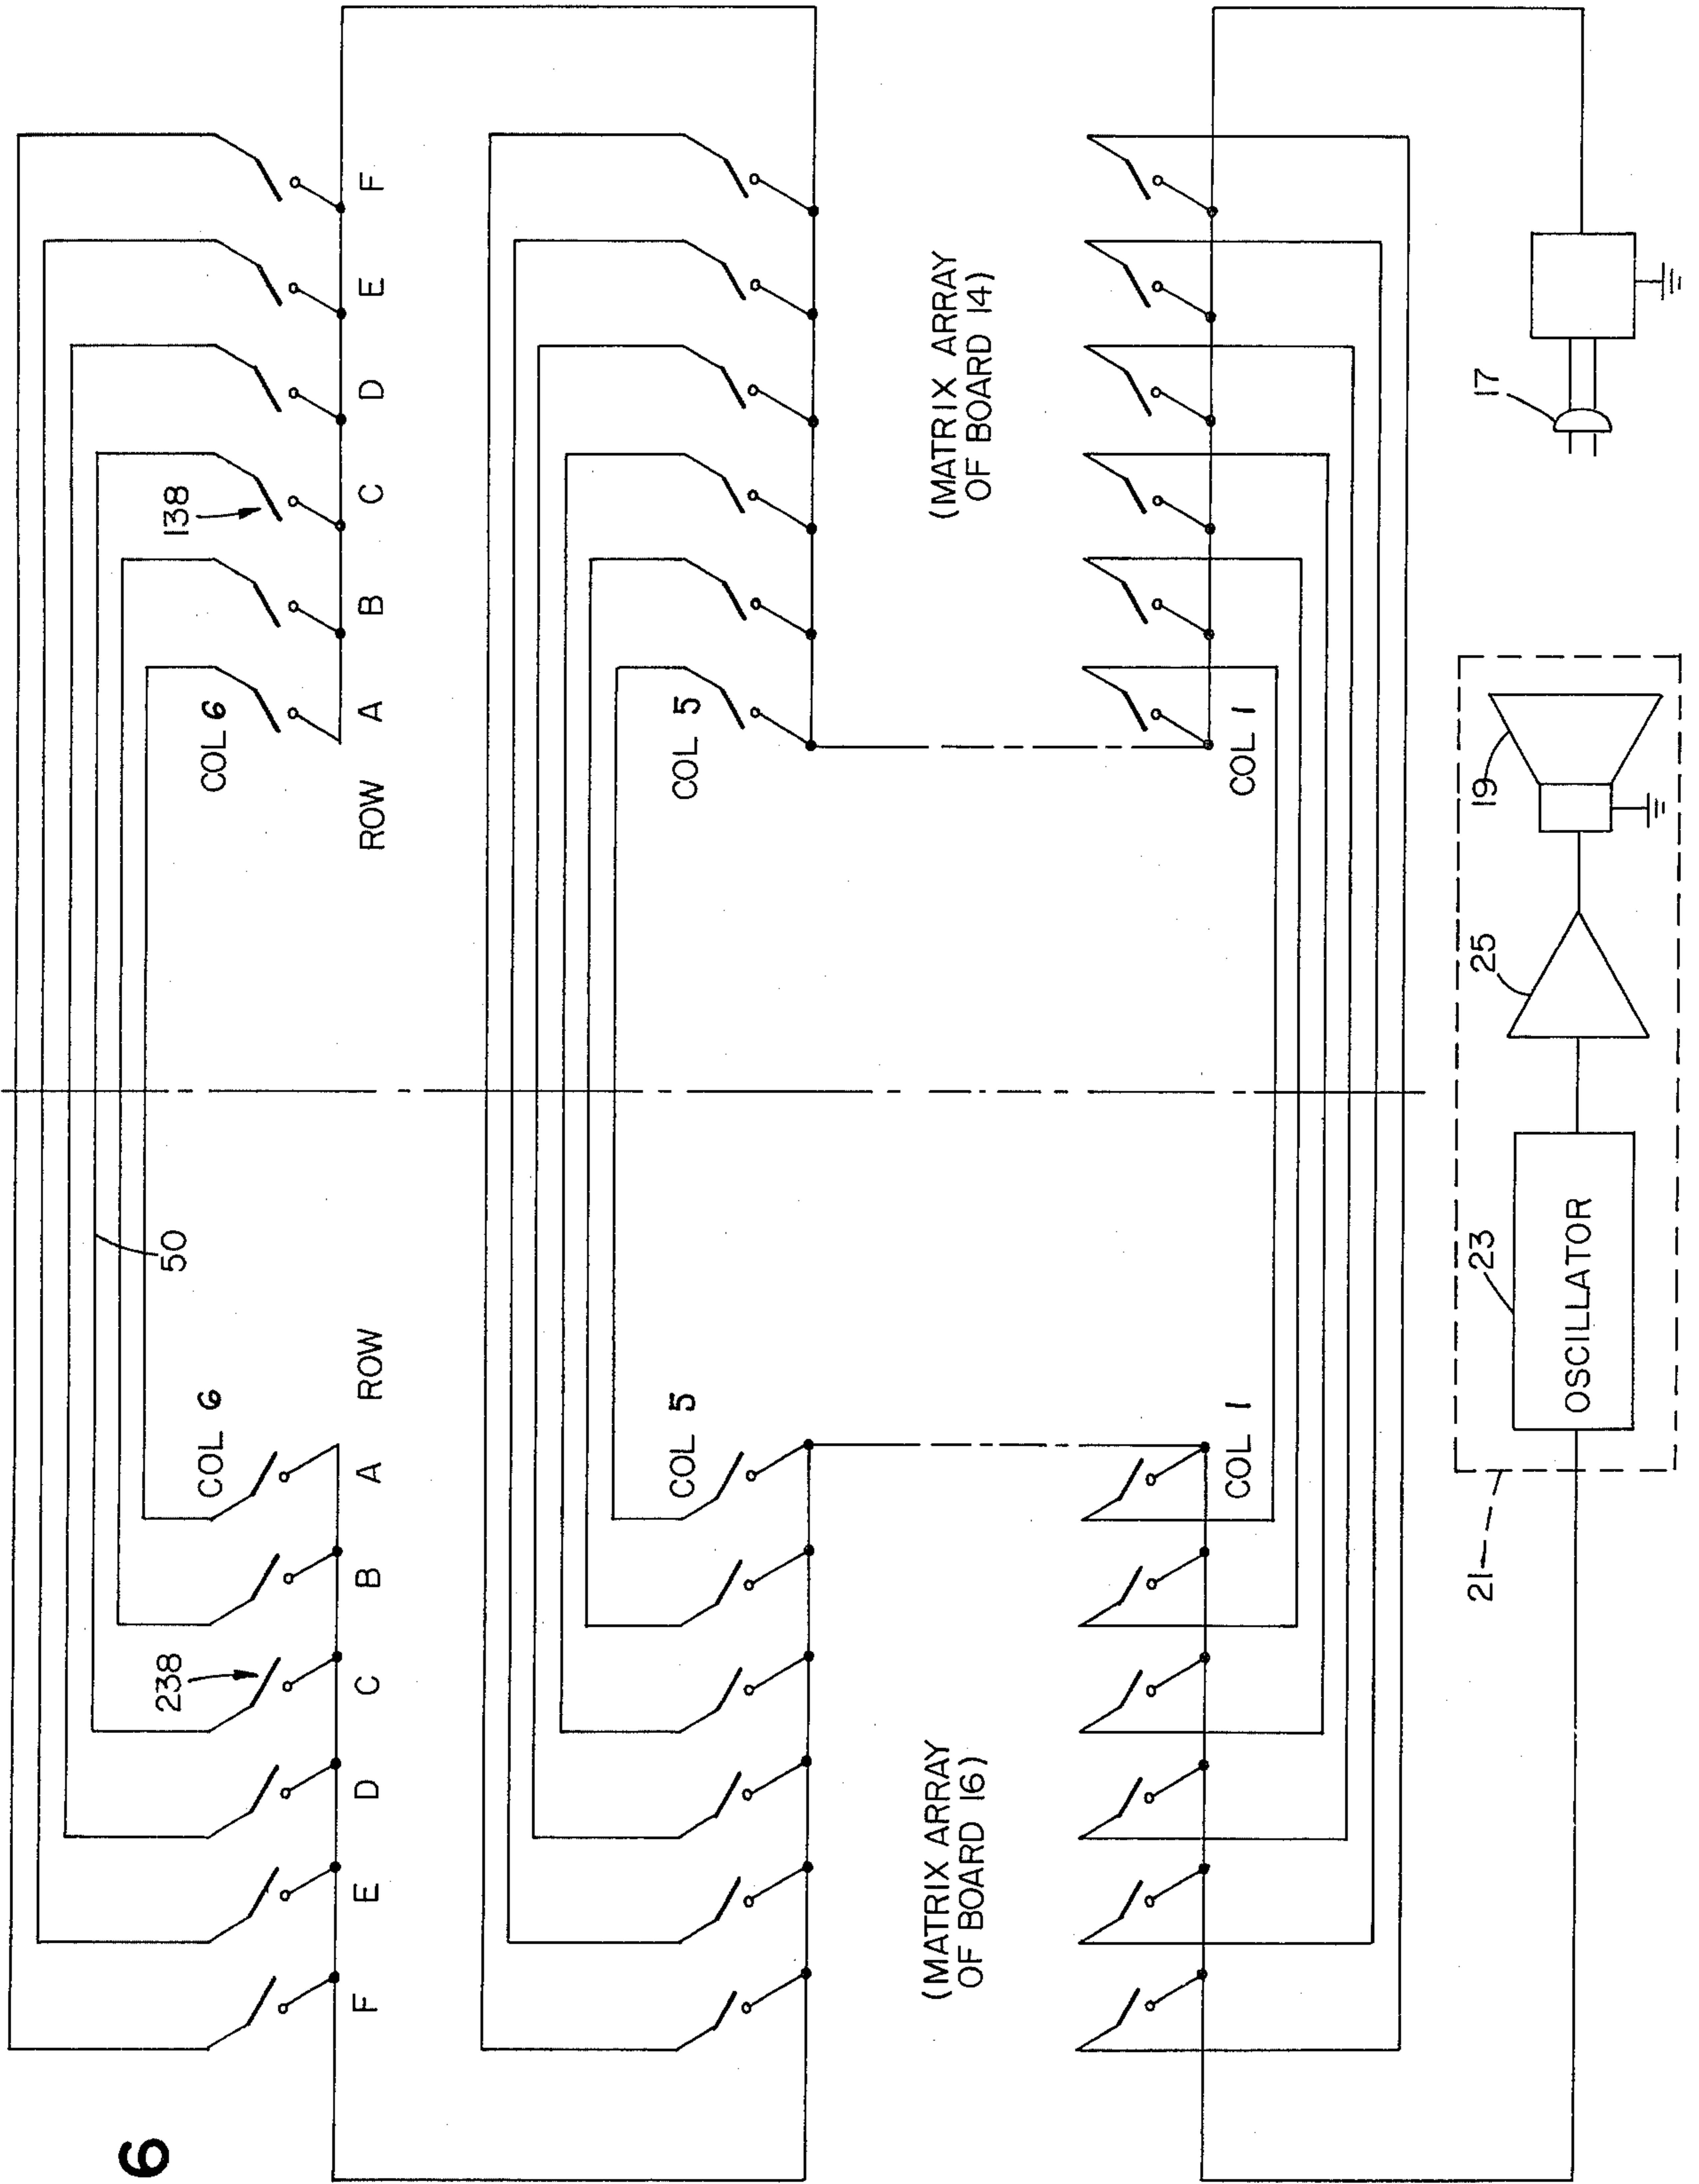 6
50
238
138
COL 6
COL 6
F E D C B A ROW
ROW A B C D E F
COL 5
COL 5
(MATRIX ARRAY
OF BOARD 16)
(MATRIX ARRAY
OF BOARD 14)
COL 1
COL 1
21
23
OSCILLATOR
25
19
17